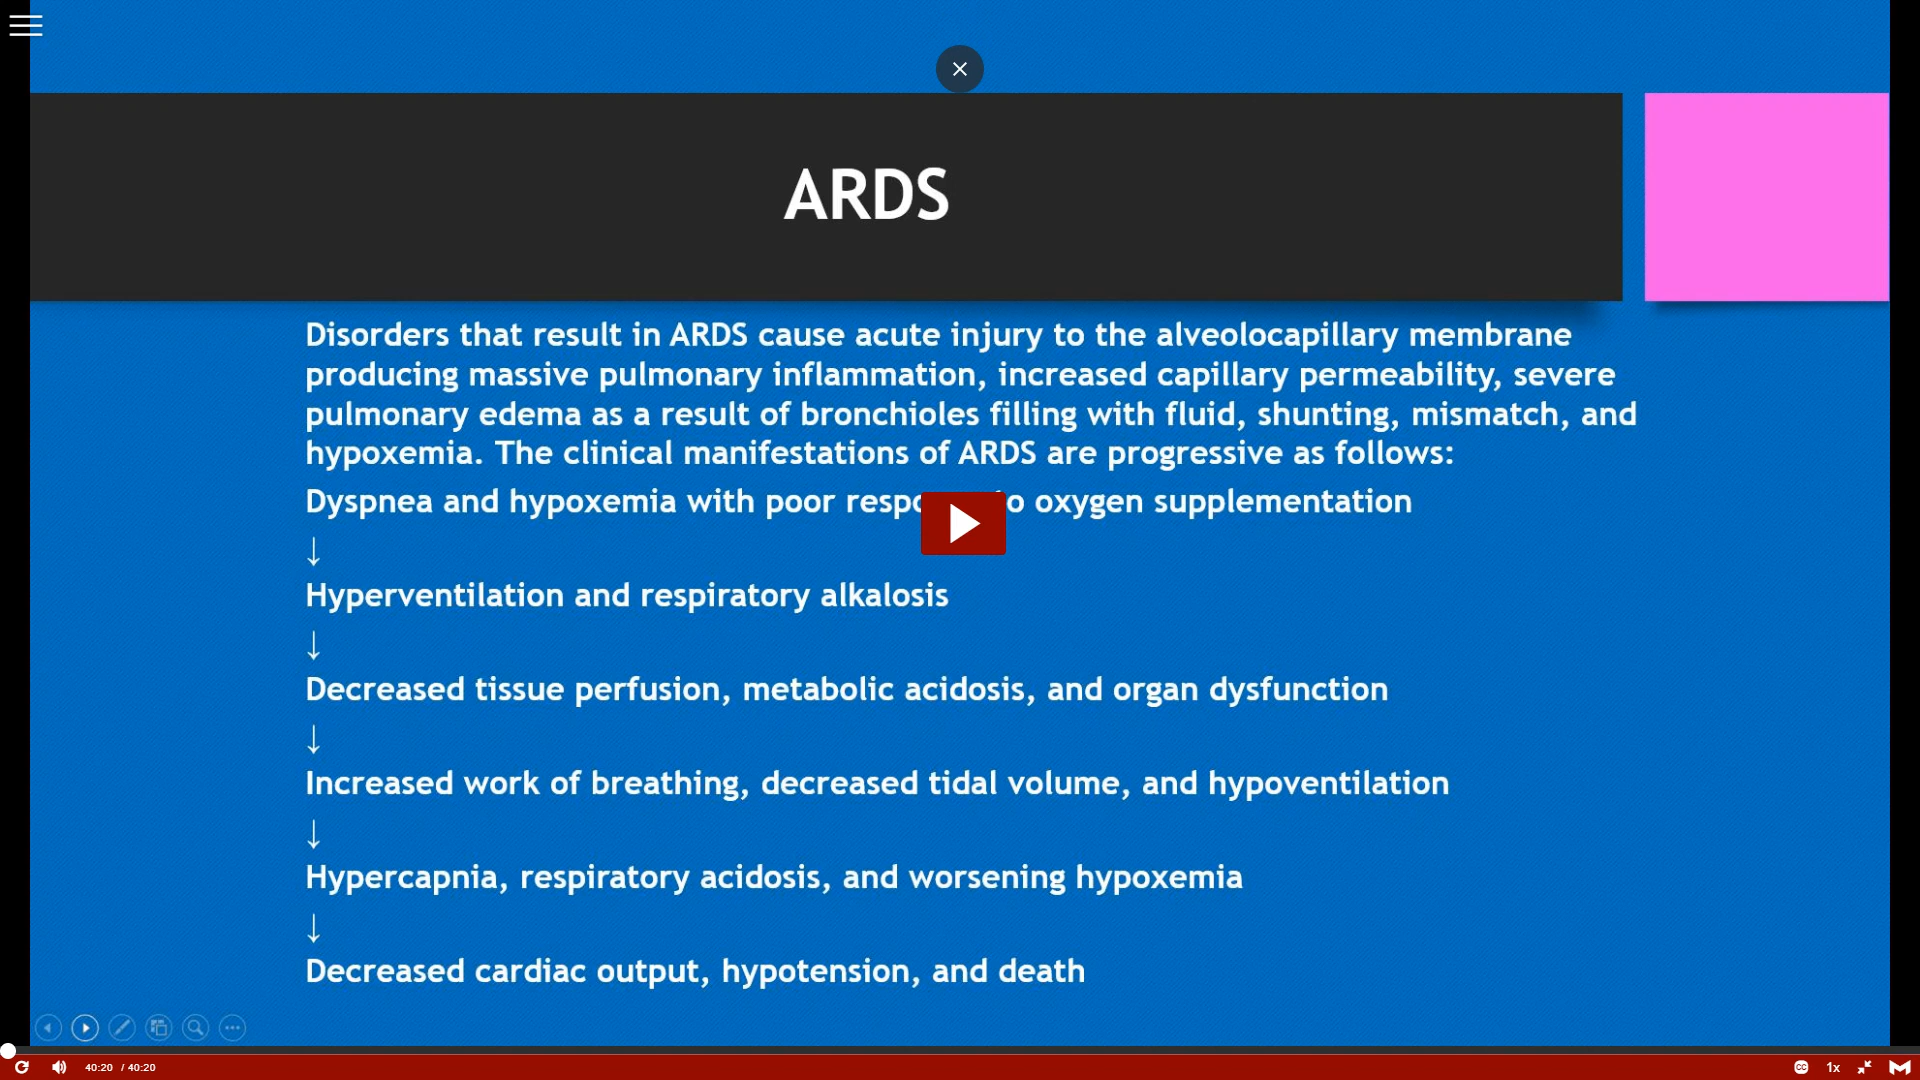 ARDS
Disorders that result in ARDS cause acute injury to the alveolocapillary membrane
producing massive pulmonary inflammation, increased capillary permeability, severe
pulmonary edema as a result of bronchioles filling with fluid, shunting, mismatch, and
hypoxemia. The clinical manifestations of ARDS are progressive as follows:
Dyspnea and hypoxemia with poor oxygen supplementation
↓
Hyperventilation and respiratory alkalosis
↓
Decreased tissue perfusion, metabolic acidosis, and organ dysfunction
↓
Increased work of breathing, decreased tidal volume, and hypoventilation
↓
Hypercapnia, respiratory acidosis, and worsening hypoxemia
↓
Decreased cardiac output, hypotension, and death
40:20 / 40:20
CC 1x